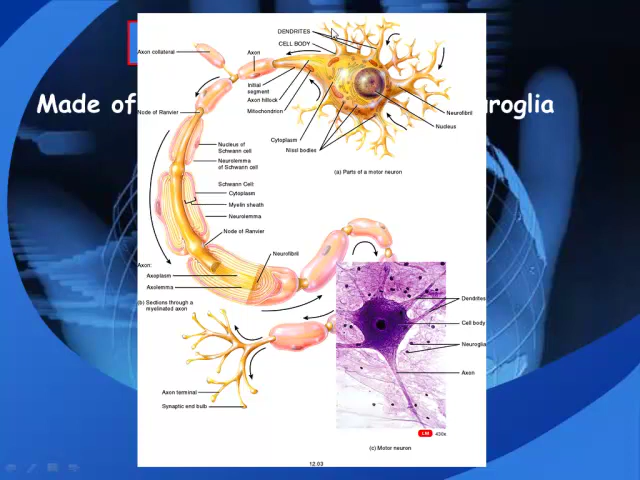 DENDRITES
CELL BODY
Axon collateral
Axon
Initial
segment
Axon hillock
Mitochondrion
Made of
uroglia
Node of Ranvier
Neurofibril
Nucleus
Cytoplasm
Nissl bodies
Nucleus of
Schwann cell
Neurolemma
of Schwann cell
(a) Parts of a motor neuron
Schwann Cell:
Cytoplasm
Myelin sheath
Neurolemma
Node of Ranvier
Neurofibril
Axon:
Axoplasm
Axolemma
(b) Sections through a
myelinated axon
Dendrites
Cell body
Neuroglia
Axon
Axon terminal
Synaptic end bulb
LM 430x
(c) Motor neuron
12.03